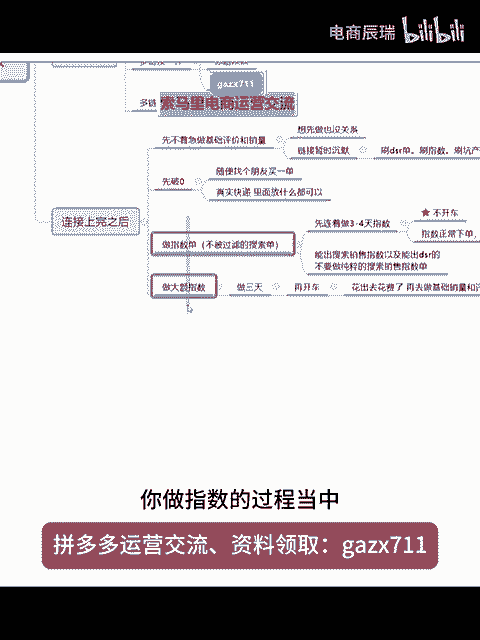 电商辰瑞 bilibili
gazx711
多链
索马里电商运营交流
想先做也没关系
先不着急做基础评价和销量
链接暂时沉默
刷dsr单、刷指数、刷坑产
随便找个朋友买一单
先破0
真实快递 里面放什么都可以
连接上完之后
不开车
先连着做3-4天指数
指数正常下单,
做指数单（不被过滤的搜索单）
能出搜索销售指数以及能出dsr的
不要做纯粹的搜索销售指数单
做大额指数
做三天
再开车
花出去花费了 再去做基础销量和评
你做指数的过程当中
拼多多运营交流、资料领取：gazx711